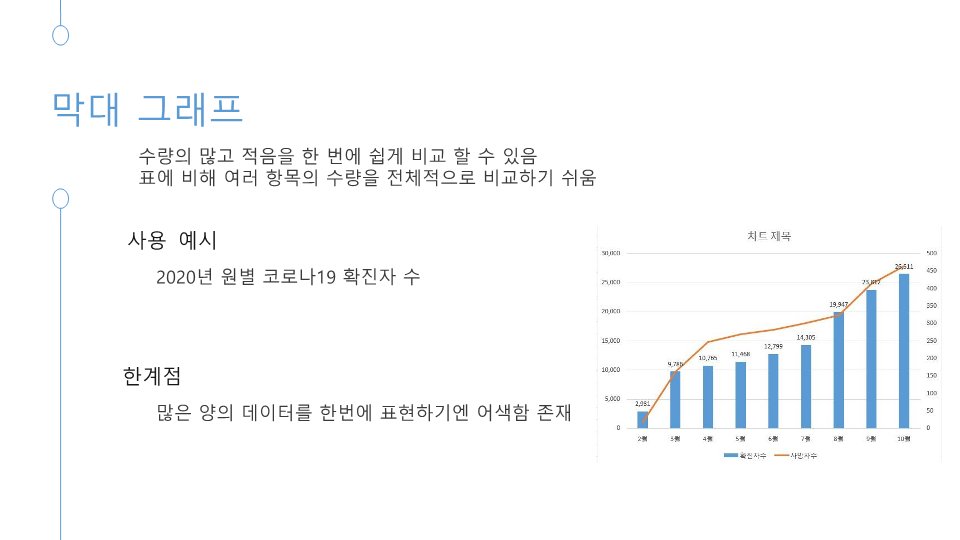 막대 그래프
수량의 많고 적음을 한 번에 쉽게 비교 할 수 있음
표에 비해 여러 항목의 수량을 전체적으로 비교하기 쉬움
사용 예시
2020년 원별 코로나19 확진자 수
한계점
많은 양의 데이터를 한번에 표현하기엔 어색함 존재
차트 제목
30,000
25,000
20,000
15,000
10,000
5,000
0
2,981
9,786
10,765
11,468
12,799
14,305
19,947
23,812
26,511
500
450
400
350
300
250
200
150
100
50
0
2월 3월 4월 5월 6월 7월 8월 9월 10월
확진자수 사망자수